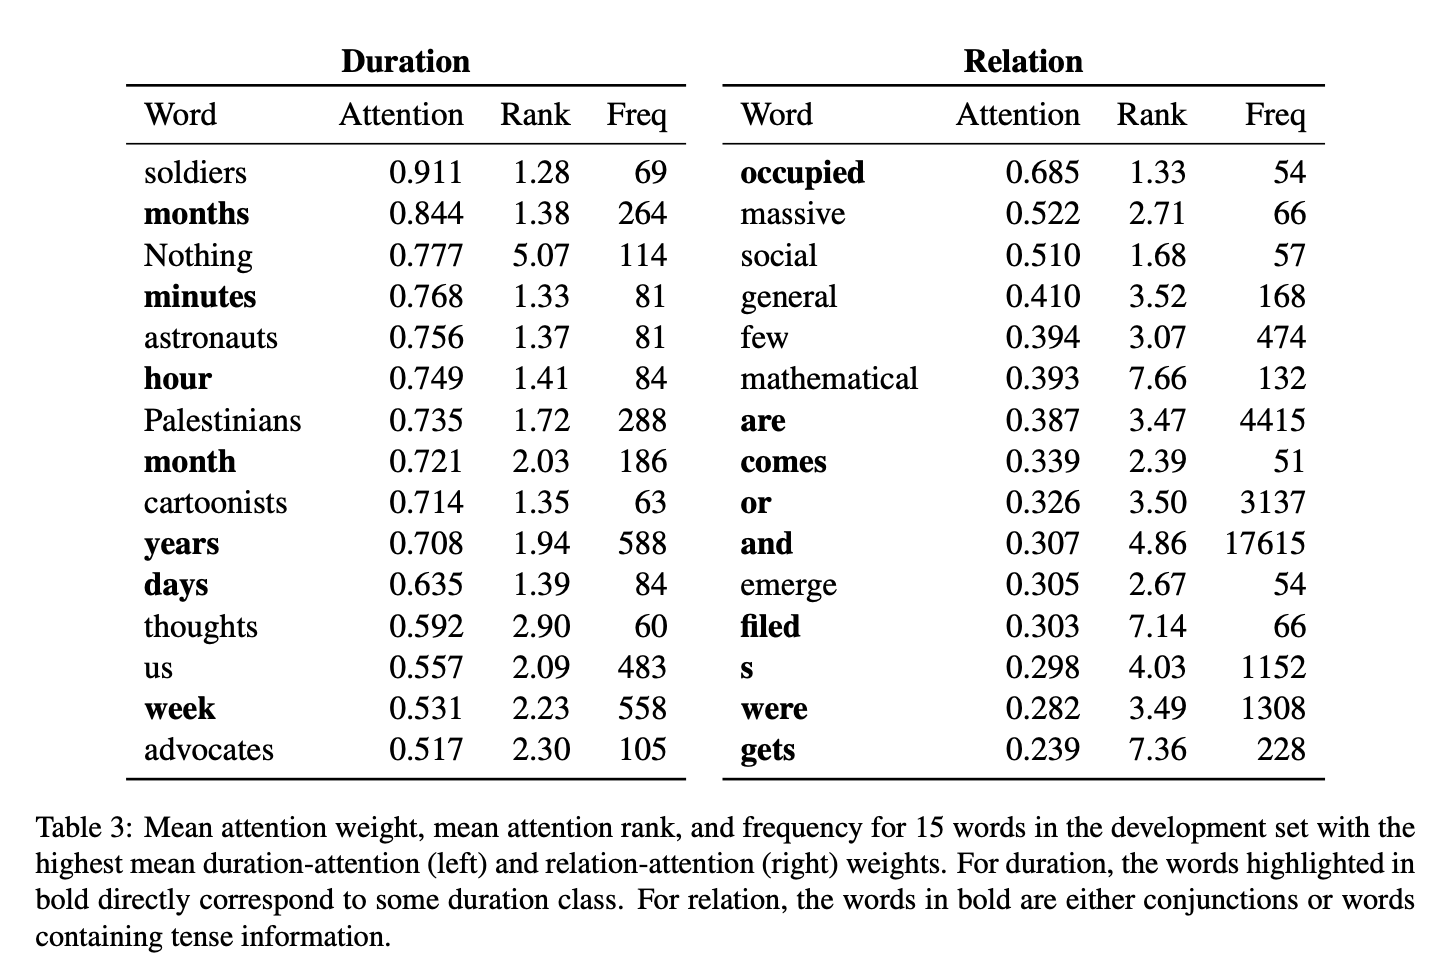 Duration Relation
Word Attention Rank Freq Word Attention Rank Freq
soldiers 0.911 1.28 69 occupied 0.685 1.33 54
months 0.844 1.38 264 massive 0.522 2.71 66
Nothing 0.777 5.07 114 social 0.510 1.68 57
minutes 0.768 1.33 81 general 0.410 3.52 168
astronauts 0.756 1.37 81 few 0.394 3.07 474
hour 0.749 1.41 84 mathematical 0.393 7.66 132
Palestinians 0.735 1.72 288 are 0.387 3.47 4415
month 0.721 2.03 186 comes 0.339 2.39 51
cartoonists 0.714 1.35 63 or 0.326 3.50 3137
years 0.708 1.94 588 and 0.307 4.86 17615
days 0.635 1.39 84 emerge 0.305 2.67 54
thoughts 0.592 2.90 60 filed 0.303 7.14 66
us 0.557 2.09 483 s 0.298 4.03 1152
week 0.531 2.23 558 were 0.282 3.49 1308
advocates 0.517 2.30 105 gets 0.239 7.36 228
Table 3: Mean attention weight, mean attention rank, and frequency for 15 words in the development set with the
highest mean duration-attention (left) and relation-attention (right) weights. For duration, the words highlighted in
bold directly correspond to some duration class. For relation, the words in bold are either conjunctions or words
containing tense information.